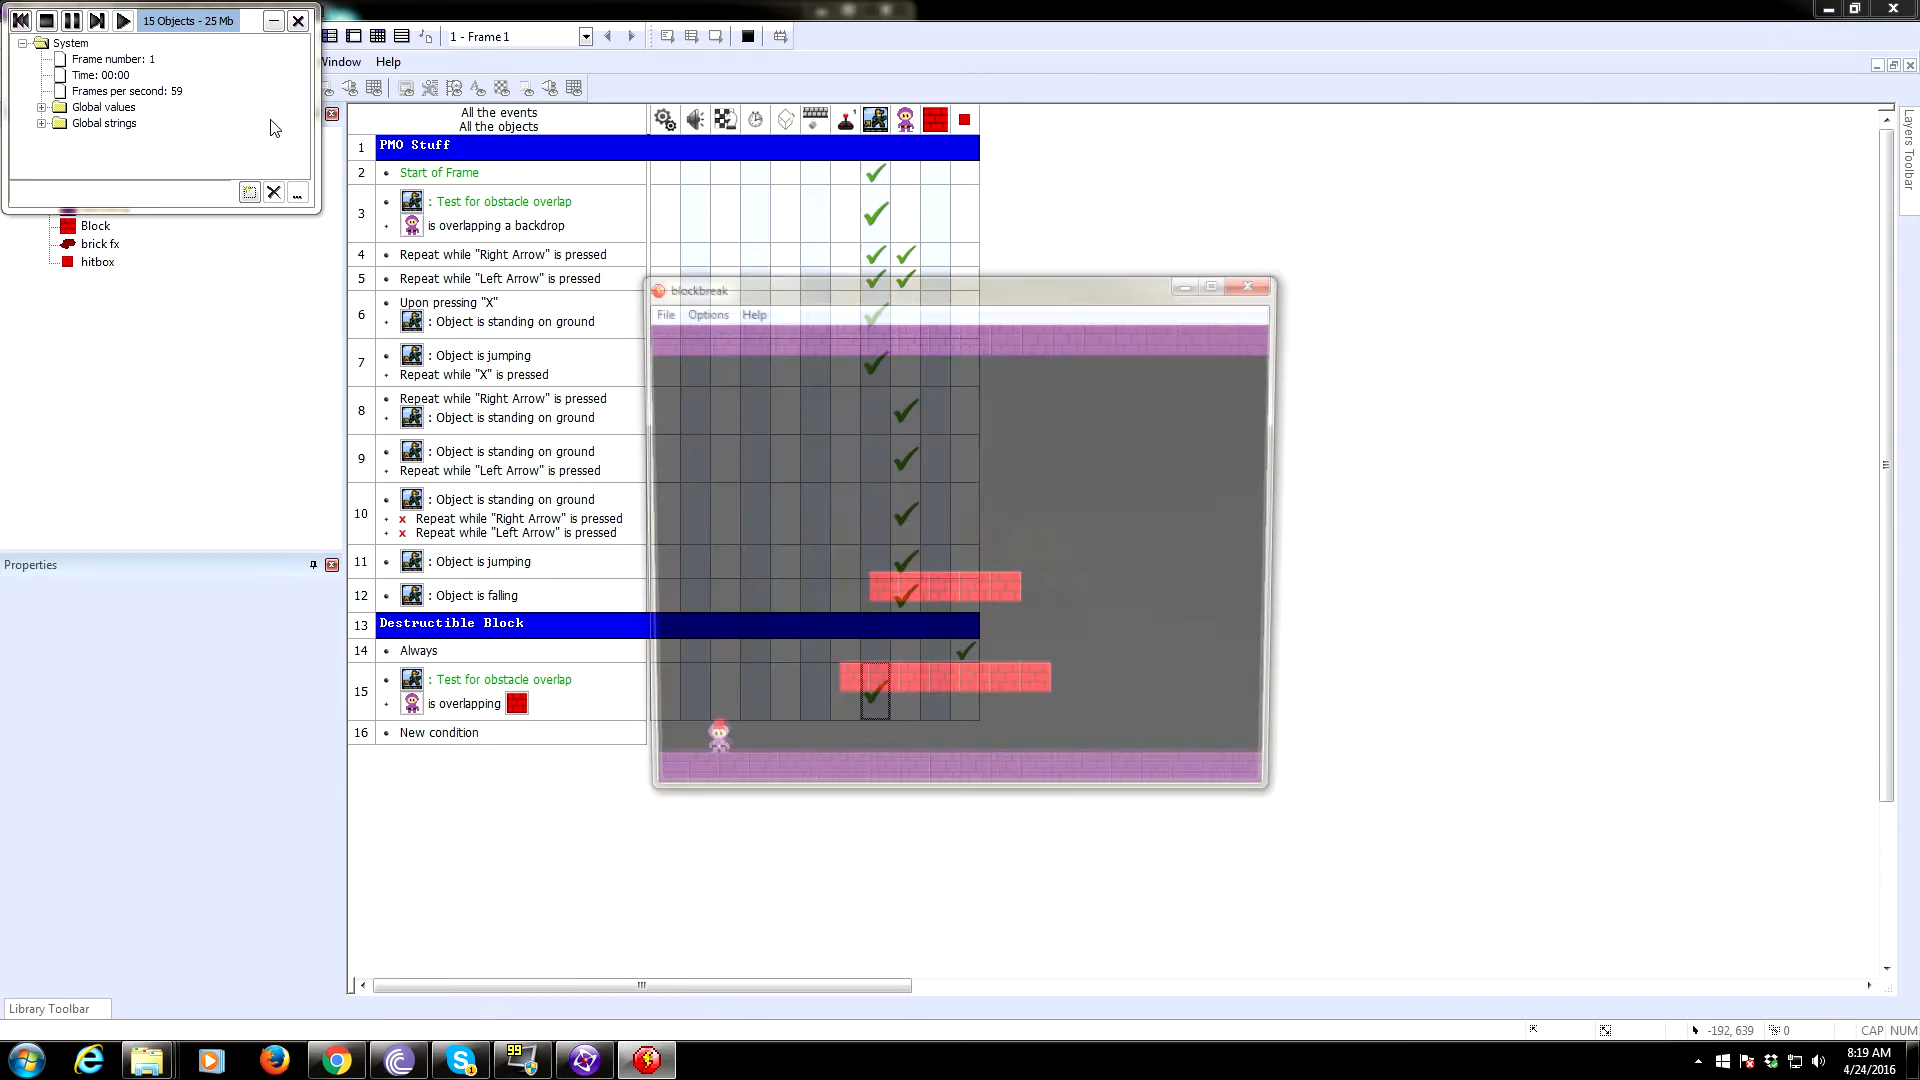 15 Objects - 25 Mb
System
Frame number: 1
Time: 00:00
Frames per second: 59
Global values
Global strings
...
1 - Frame1
Window
Help
Block
brick fx
hitbox
Properties
Library Toolbar
Layers Toolbar
All the events
All the objects
1 PMO Stuff
2 Start of Frame
3 : Test for obstacle overlap
is overlapping a backdrop
4 Repeat while "Right Arrow" is pressed
5 Repeat while "Left Arrow" is pressed
6 Upon pressing "X"
: Object is standing on ground
7 : Object is jumping
Repeat while "X" is pressed
8 Repeat while "Right Arrow" is pressed
: Object is standing on ground
9 : Object is standing on ground
Repeat while "Left Arrow" is pressed
10 : Object is standing on ground
X Repeat while "Right Arrow" is pressed
X Repeat while "Left Arrow" is pressed
11 : Object is jumping
12 : Object is falling
13 Destructible Block
14 Always
15 : Test for obstacle overlap
is overlapping
16 New condition
blockbreak
File Options Help
-192, 639
0
CAP NUM
99
1
8:19 AM
4/24/2016